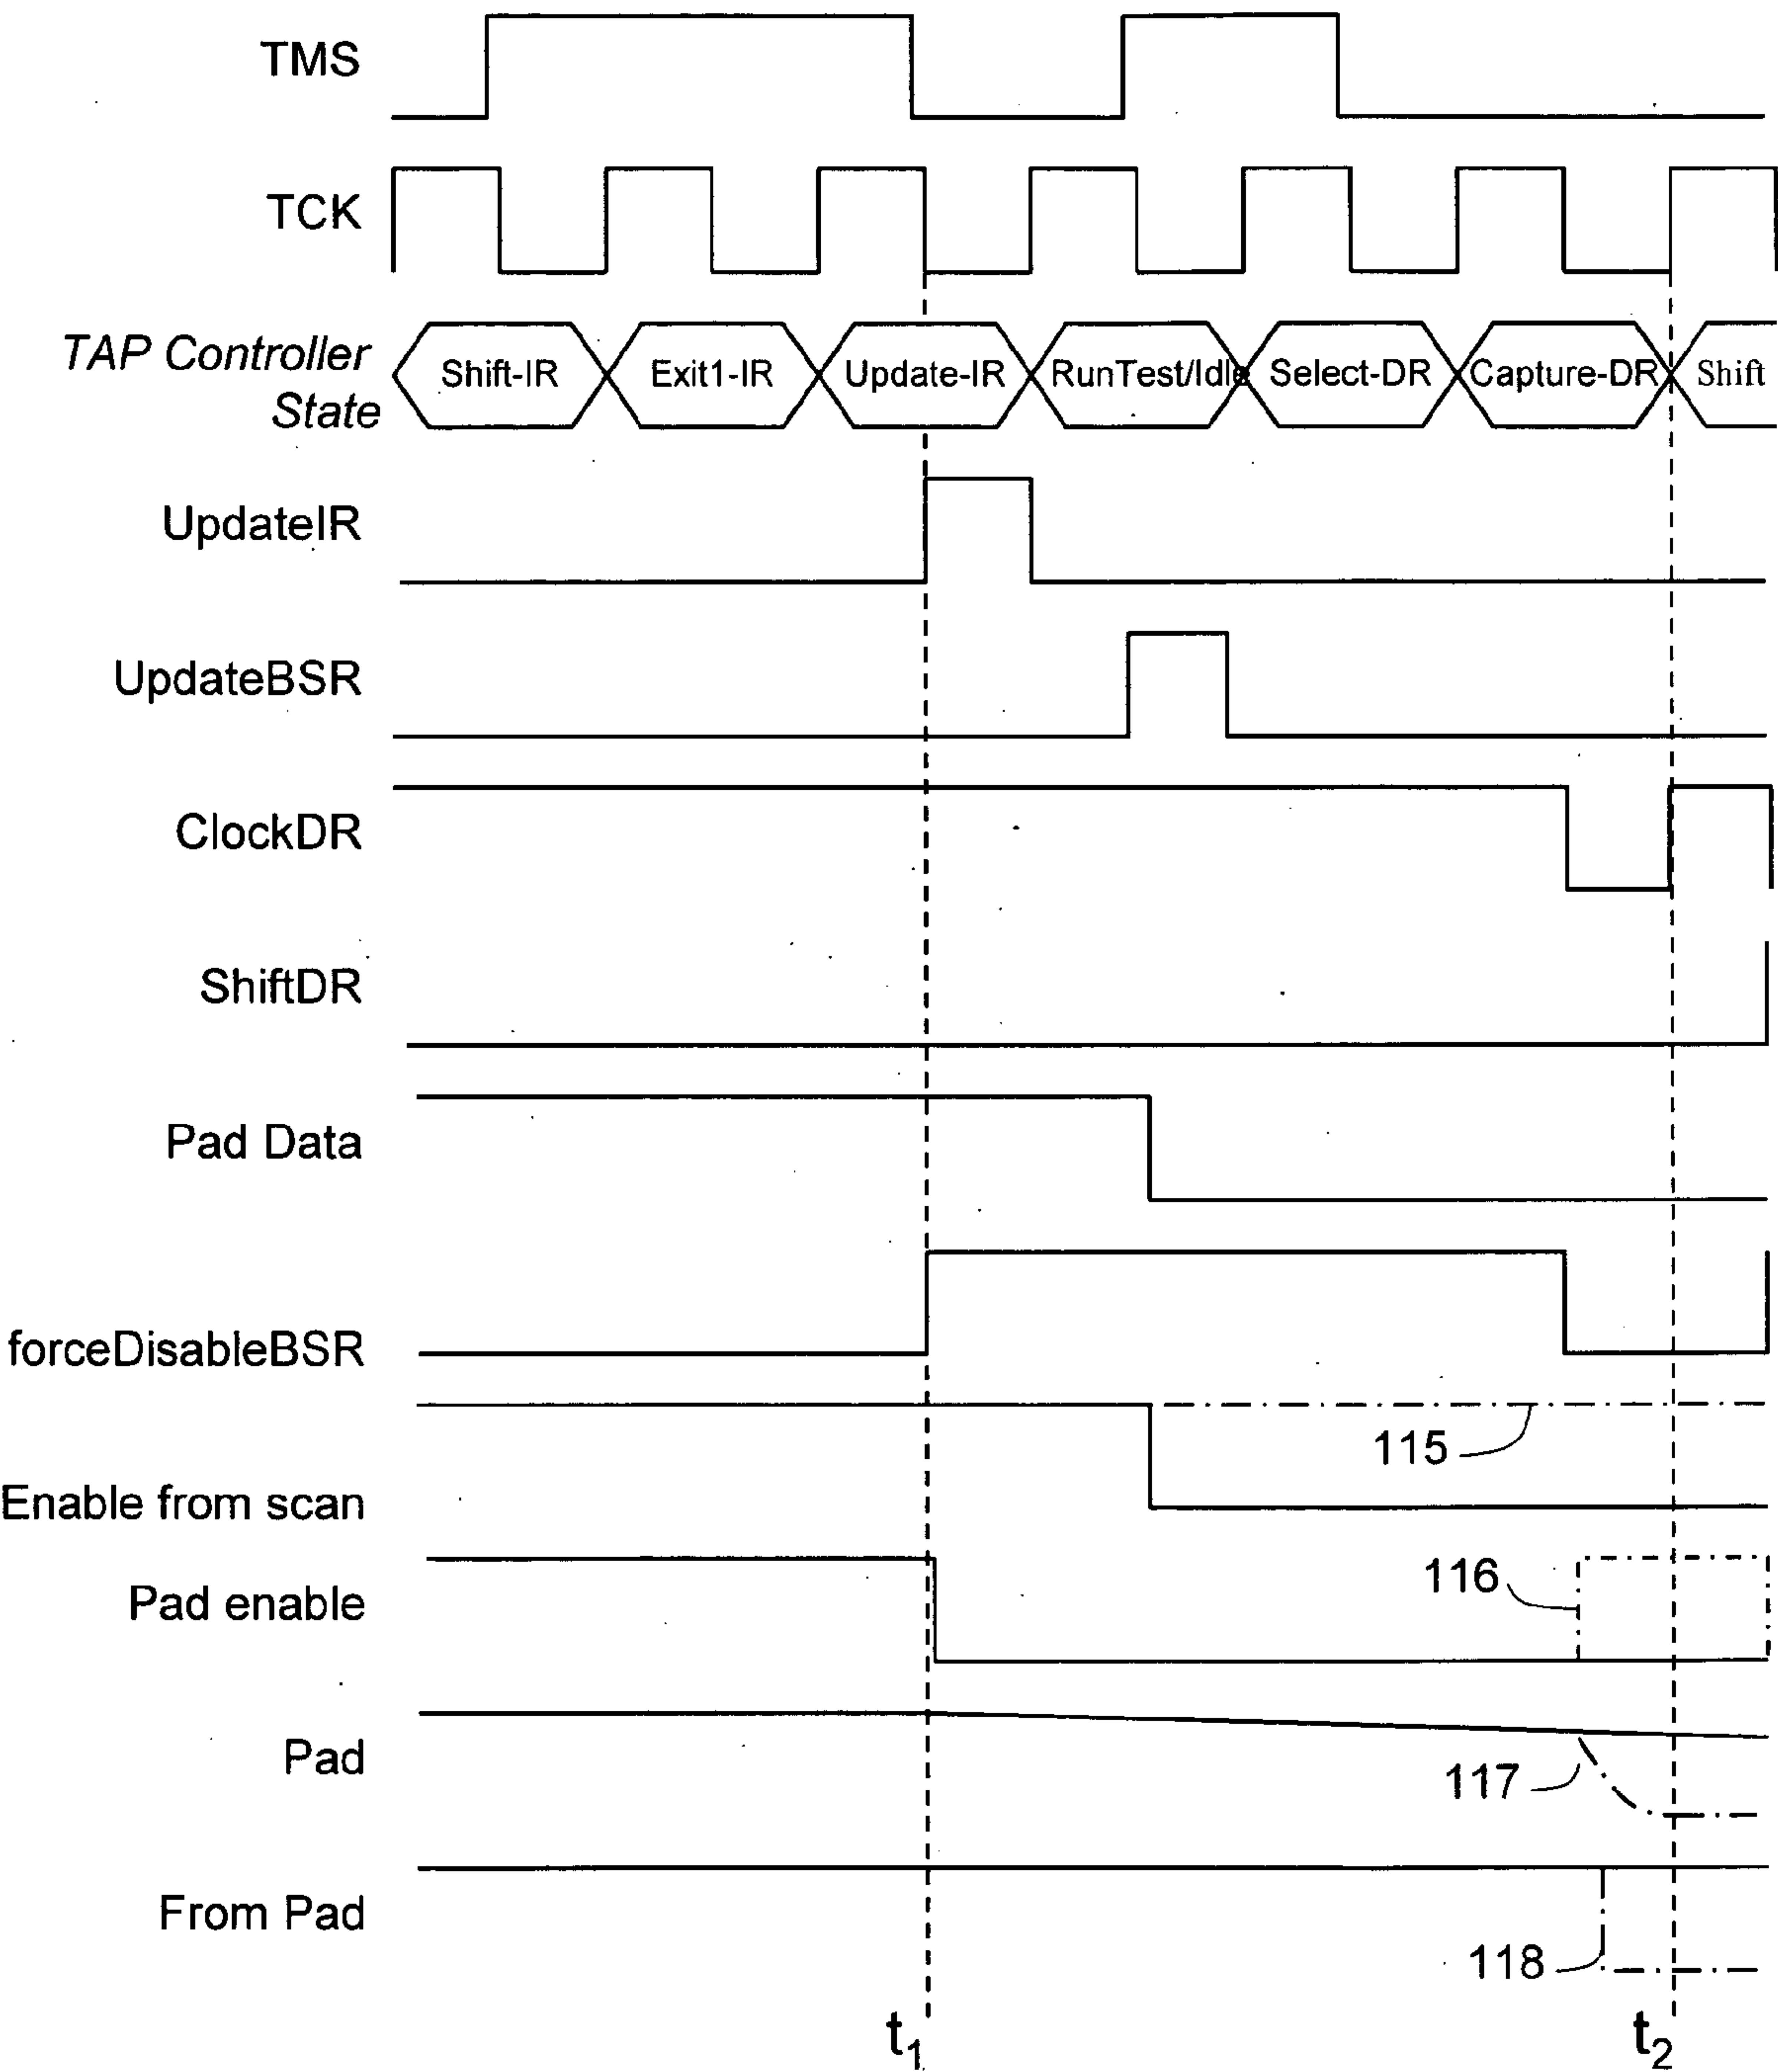 TMS
TCK
TAP Controller
State
Shift-IR
Exit1-IR
Update-IR
RunTest/Idle
Select-DR
Capture-DR
Shift
UpdateIR
UpdateBSR
ClockDR
ShiftDR
Pad Data
forceDisableBSR
115
Enable from scan
116
Pad enable
Pad
117
From Pad
118
t1
t2